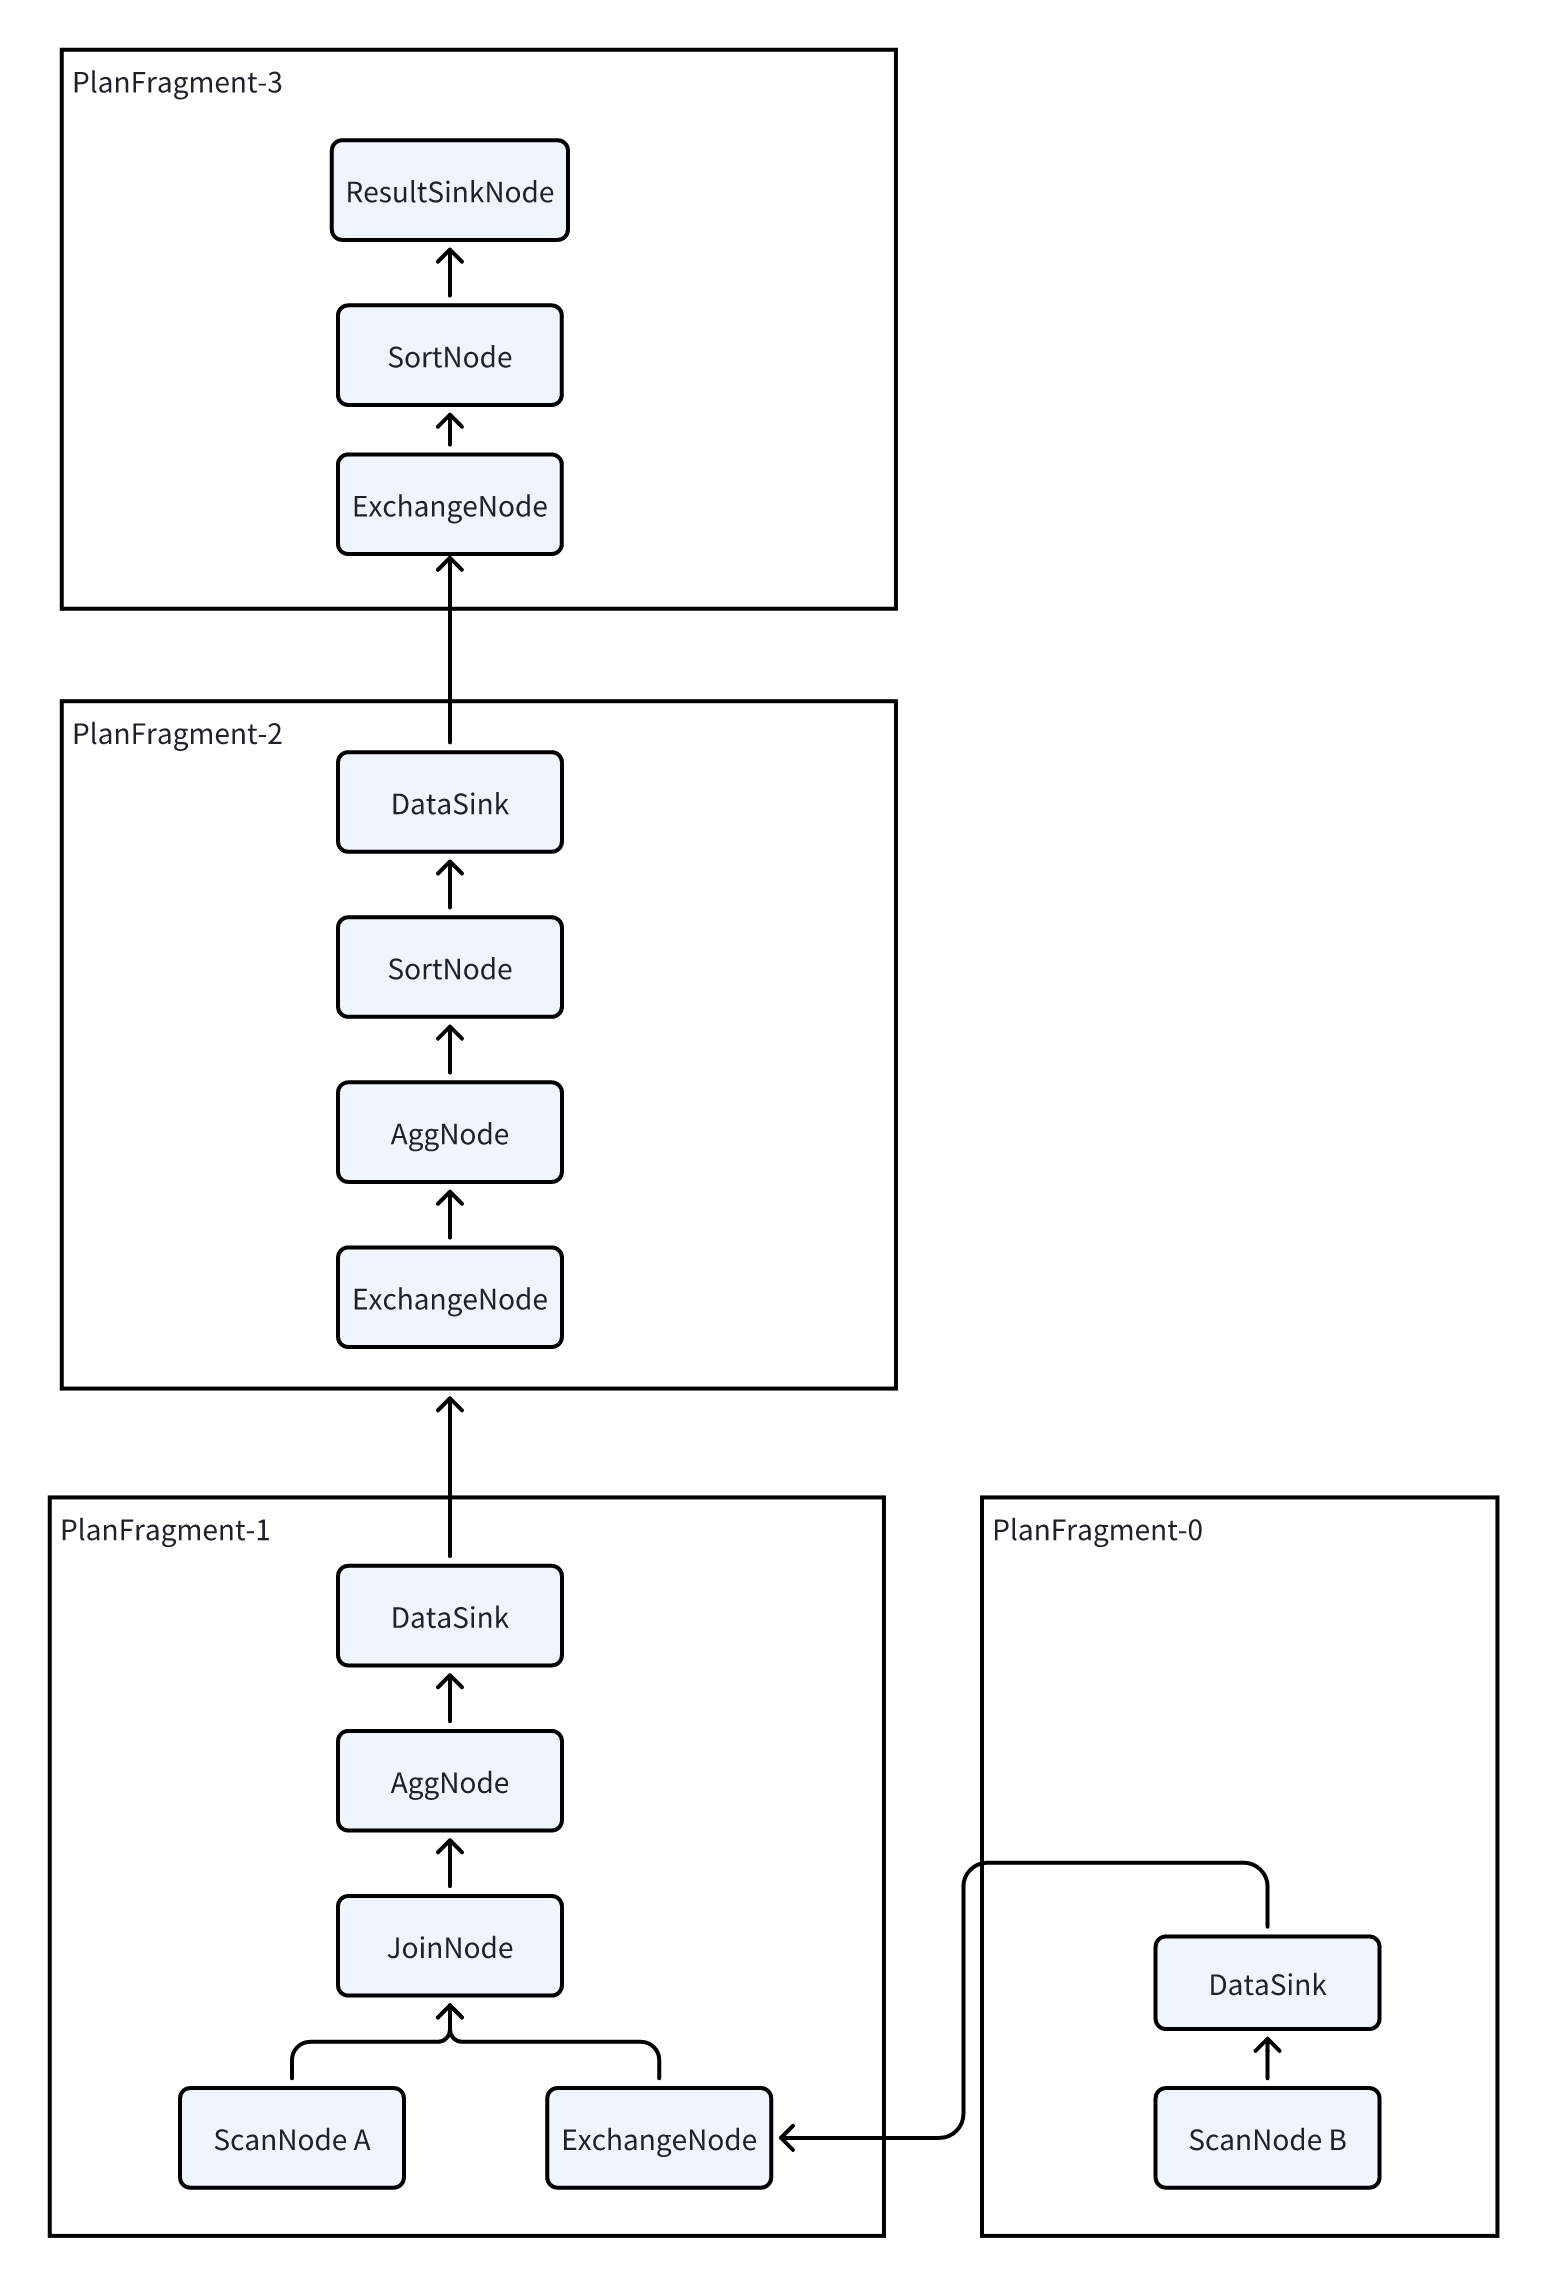 PlanFragment-3
ResultSinkNode
SortNode
ExchangeNode
PlanFragment-2
DataSink
SortNode
AggNode
ExchangeNode
PlanFragment-1
DataSink
AggNode
JoinNode
ScanNode A
ExchangeNode
PlanFragment-0
DataSink
ScanNode B